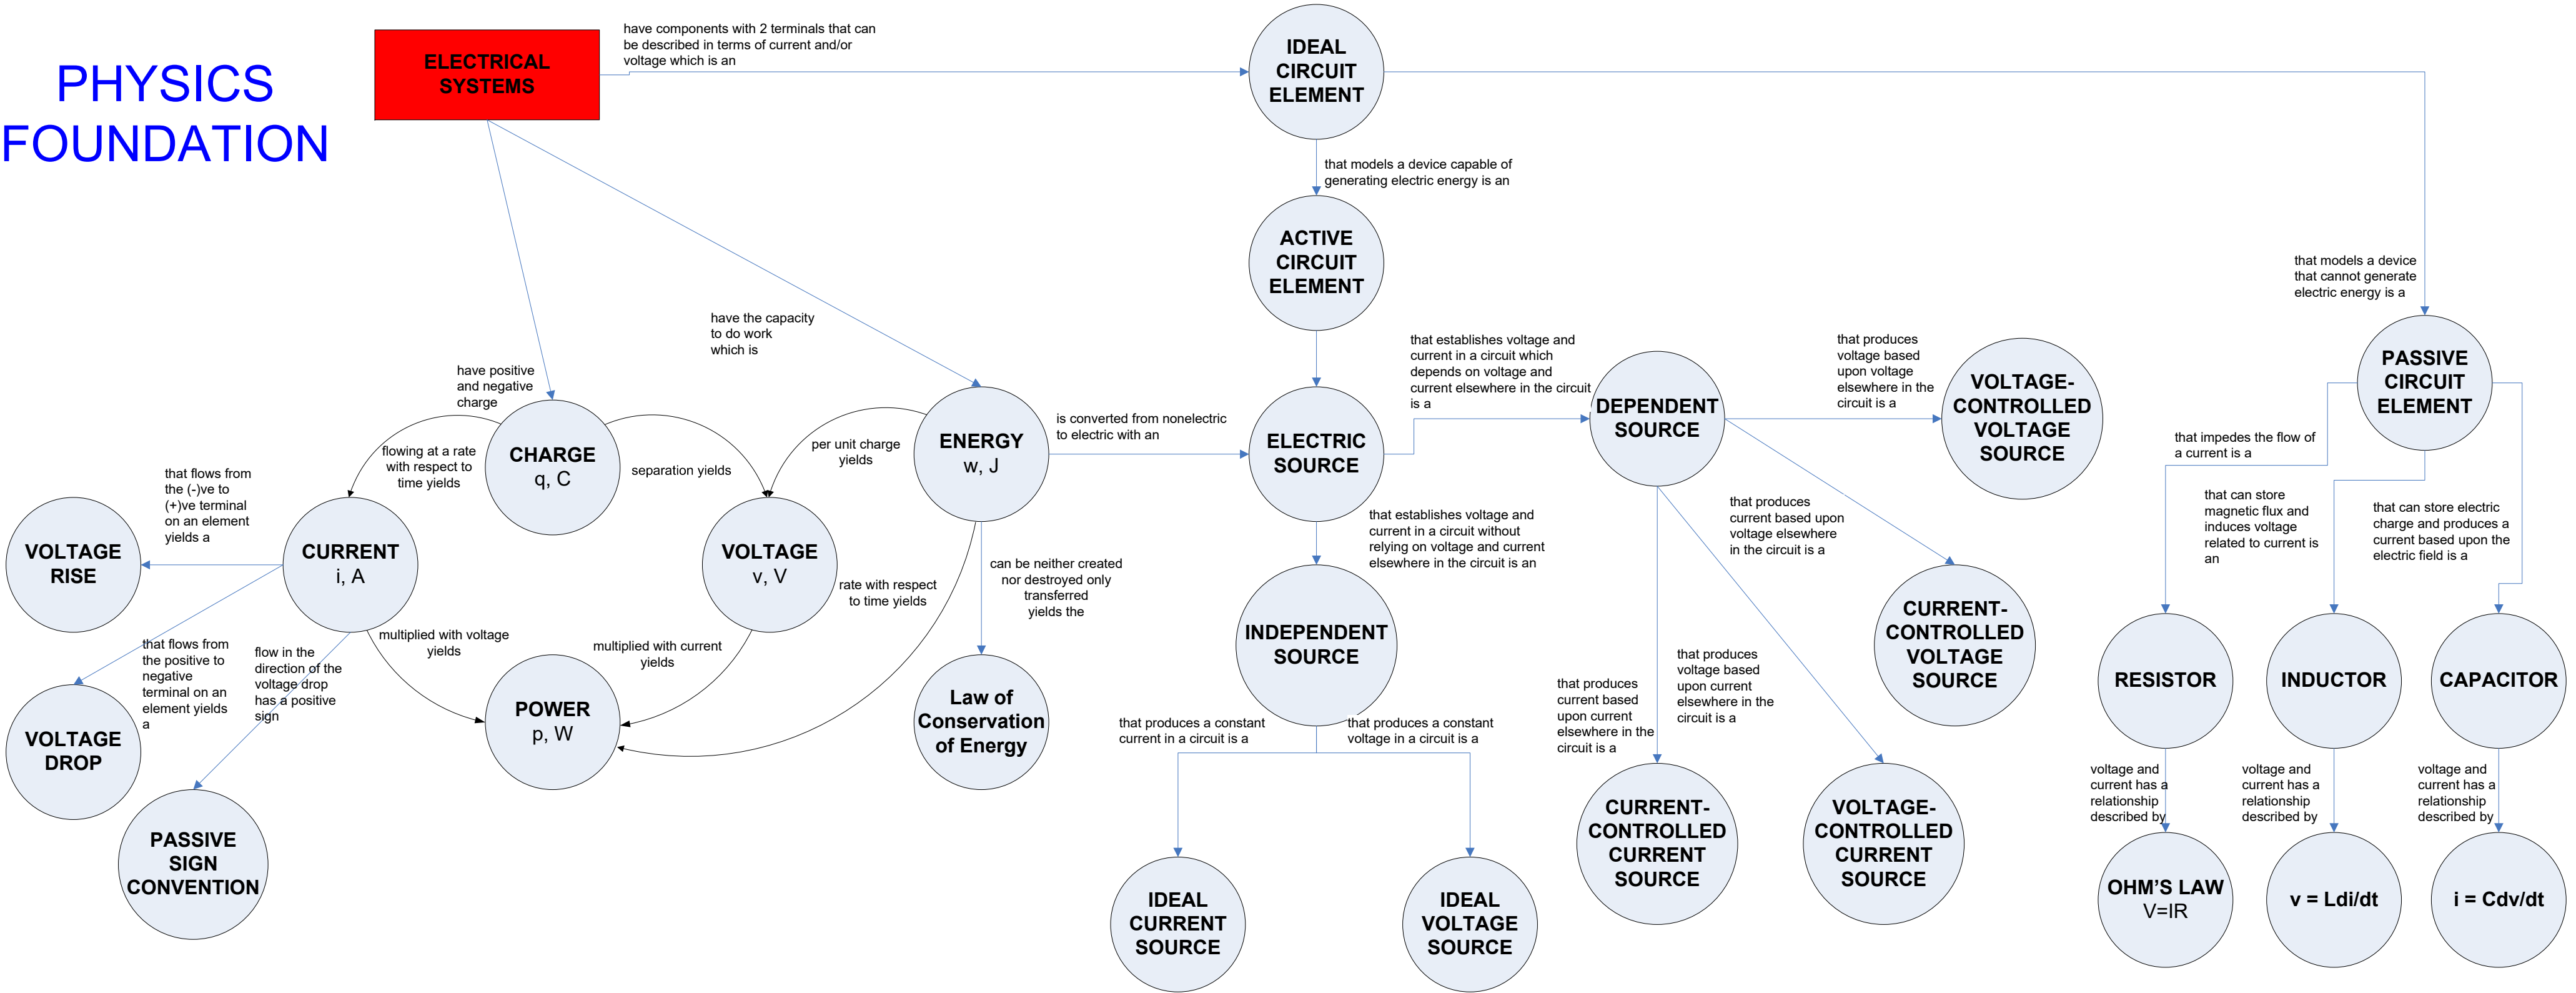 PHYSICS
FOUNDATION
ELECTRICAL
SYSTEMS
have components with 2 terminals that can
be described in terms of current and/or
voltage which is an
IDEAL
CIRCUIT
ELEMENT
that models a device capable of
generating electric energy is an
ACTIVE
CIRCUIT
ELEMENT
that models a device
that cannot generate
electric energy is a
have the capacity
to do work
which is
have positive
and negative
charge
CHARGE
q, C
flowing at a rate
with respect to
time yields
separation yields
per unit charge
yields
ENERGY
w, J
is converted from nonelectric
to electric with an
ELECTRIC
SOURCE
that establishes voltage and
current in a circuit which
depends on voltage and
current elsewhere in the circuit
is a
DEPENDENT
SOURCE
that produces
voltage based
upon voltage
elsewhere in the
circuit is a
VOLTAGE-
CONTROLLED
VOLTAGE
SOURCE
PASSIVE
CIRCUIT
ELEMENT
that impedes the flow of
a current is a
that can store
magnetic flux and
induces voltage
related to current is
an
that can store electric
charge and produces a
current based upon the
electric field is a
that flows from
the (-)ve to
(+)ve terminal
on an element
yields a
VOLTAGE
RISE
CURRENT
i, A
VOLTAGE
v, V
rate with respect
to time yields
can be neither created
nor destroyed only
transferred
yields the
that establishes voltage and
current in a circuit without
relying on voltage and current
elsewhere in the circuit is an
that produces
current based upon
voltage elsewhere
in the circuit is a
CURRENT-
CONTROLLED
VOLTAGE
SOURCE
that flows from
the positive to
negative
terminal on an
element yields
a
flow in the
direction of the
voltage drop
has a positive
sign
multiplied with voltage
yields
multiplied with current
yields
POWER
p, W
Law of
Conservation
of Energy
INDEPENDENT
SOURCE
that produces a constant
current in a circuit is a
that produces a constant
voltage in a circuit is a
that produces
current based
upon current
elsewhere in the
circuit is a
that produces
voltage based
upon current
elsewhere in the
circuit is a
RESISTOR
INDUCTOR
CAPACITOR
VOLTAGE
DROP
PASSIVE
SIGN
CONVENTION
IDEAL
CURRENT
SOURCE
IDEAL
VOLTAGE
SOURCE
CURRENT-
CONTROLLED
CURRENT
SOURCE
VOLTAGE-
CONTROLLED
CURRENT
SOURCE
voltage and
current has a
relationship
described by
voltage and
current has a
relationship
described by
voltage and
current has a
relationship
described by
OHM'S LAW
V=IR
v = Ldi/dt
i = Cdv/dt